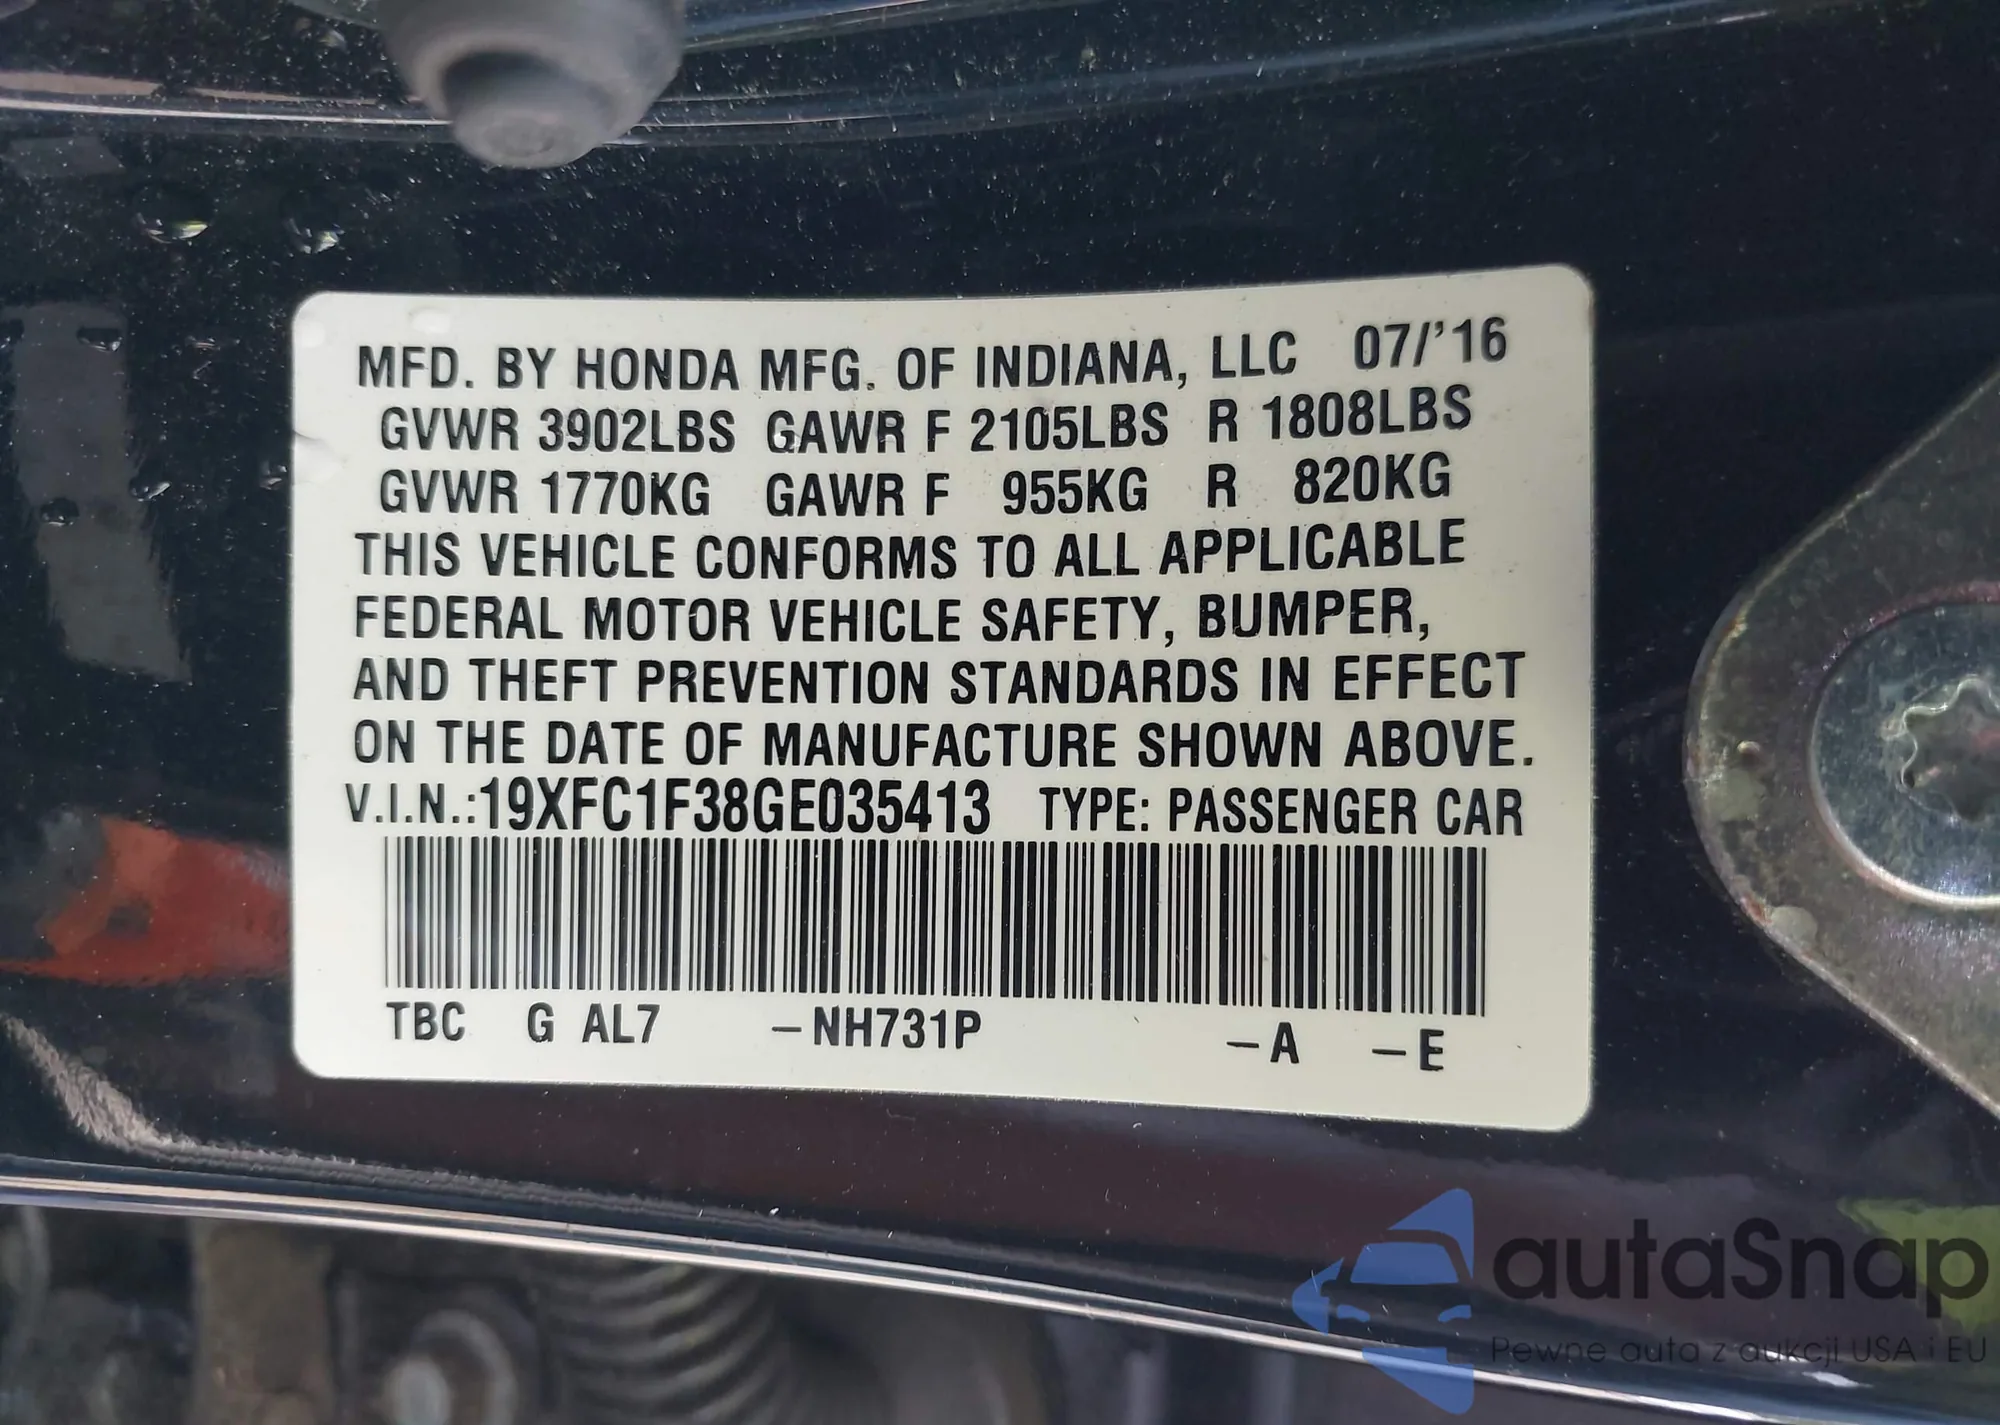 MFD. BY HONDA MFG. OF INDIANA, LLC 07/'16
GVWR 3902LBS GAWR F 2105LBS R 1808LBS
GVWR 1770KG GAWR F 955KG R 820KG
THIS VEHICLE CONFORMS TO ALL APPLICABLE
FEDERAL MOTOR VEHICLE SAFETY, BUMPER,
AND THEFT PREVENTION STANDARDS IN EFFECT
ON THE DATE OF MANUFACTURE SHOWN ABOVE.
V.I.N.:19XFC1F38GE035413 TYPE: PASSENGER CAR
TBC G AL7 –NH731P –A –E
autaSnap
Pewne auta z aukcji USA i EU